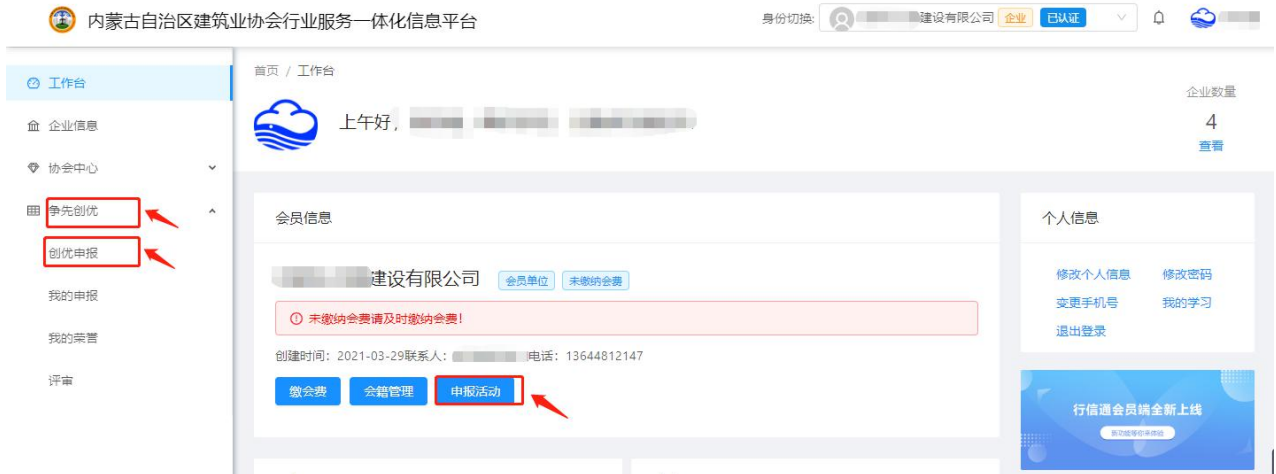 内蒙古自治区建筑业协会行业服务一体化信息平台
身份切换: 建设有限公司 企业 已认证
工作台
企业信息
协会中心
争先创优
创优申报
我的申报
我的荣誉
评审
首页 / 工作台
上午好,
企业数量
4
查看
会员信息
建设有限公司 会员单位 未缴纳会费
未缴纳会费请及时缴纳会费!
创建时间: 2021-03-29联系人: 电话: 13644812147
缴会费 会籍管理 申报活动
个人信息
修改个人信息 修改密码
变更手机号 我的学习
退出登录
行信通会员端全新上线
新功能等你来体验